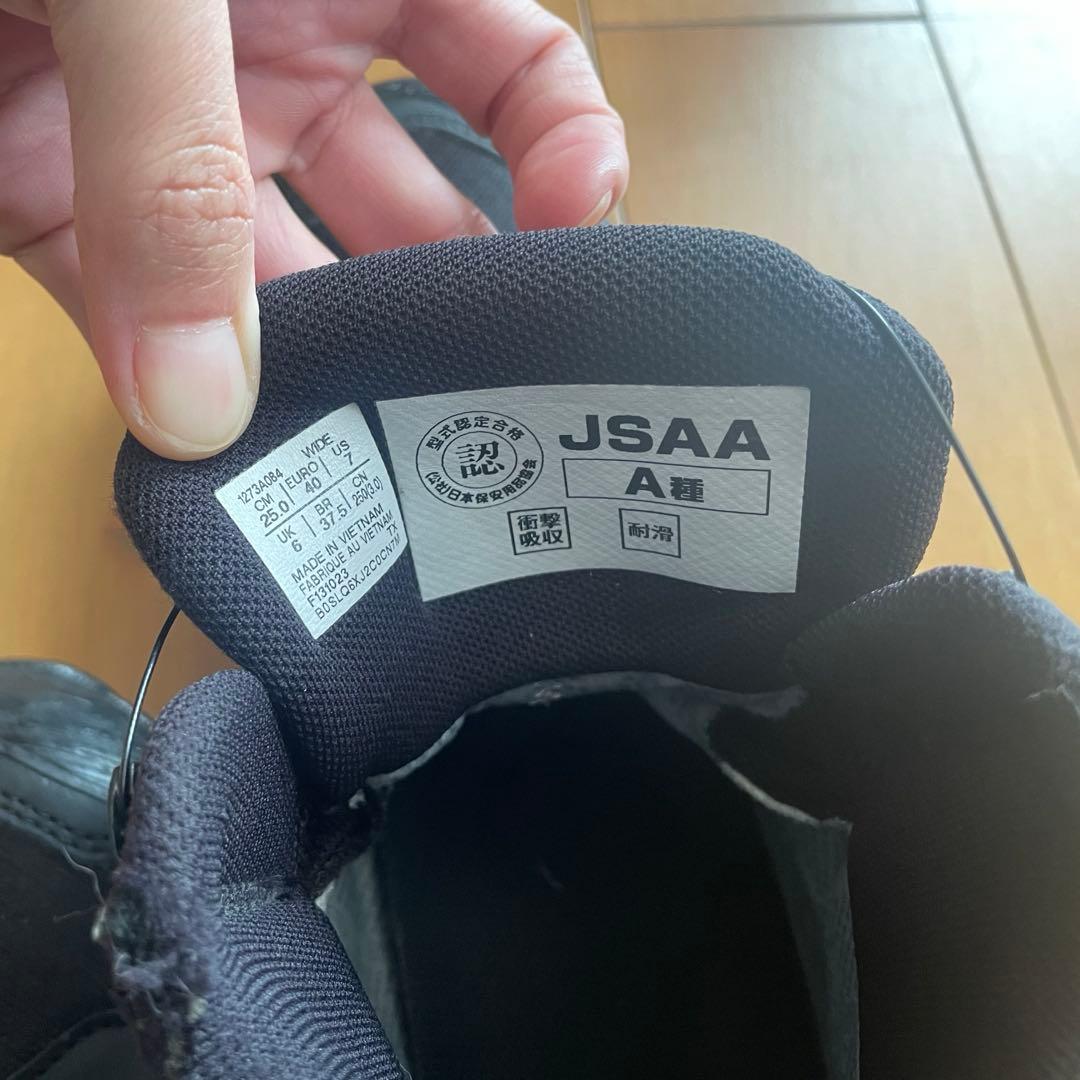 1273A084 WIDE
CM EURO US
25.0 40 7
UK BR CN
6 37.5 250(3.0)
MADE IN VIETNAM
FABRIQUE AU VIETNAM
F131023 TX
B0SLQ6XJ2C0CN7M
型式認定合格
認
(公社)日本保安用品協会
JSAA
A種
衝撃
吸収
耐滑